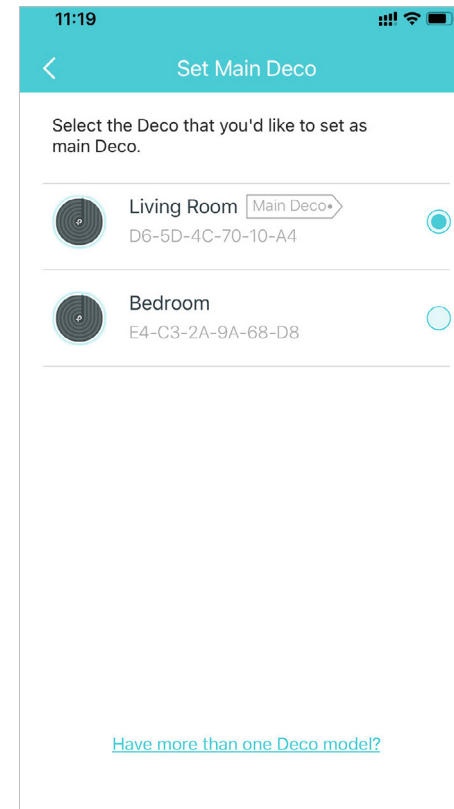 11:19
Set Main Deco
Select the Deco that you'd like to set as
main Deco.
Living Room Main Deco
D6-5D-4C-70-10-A4
Bedroom
E4-C3-2A-9A-68-D8
Have more than one Deco model?